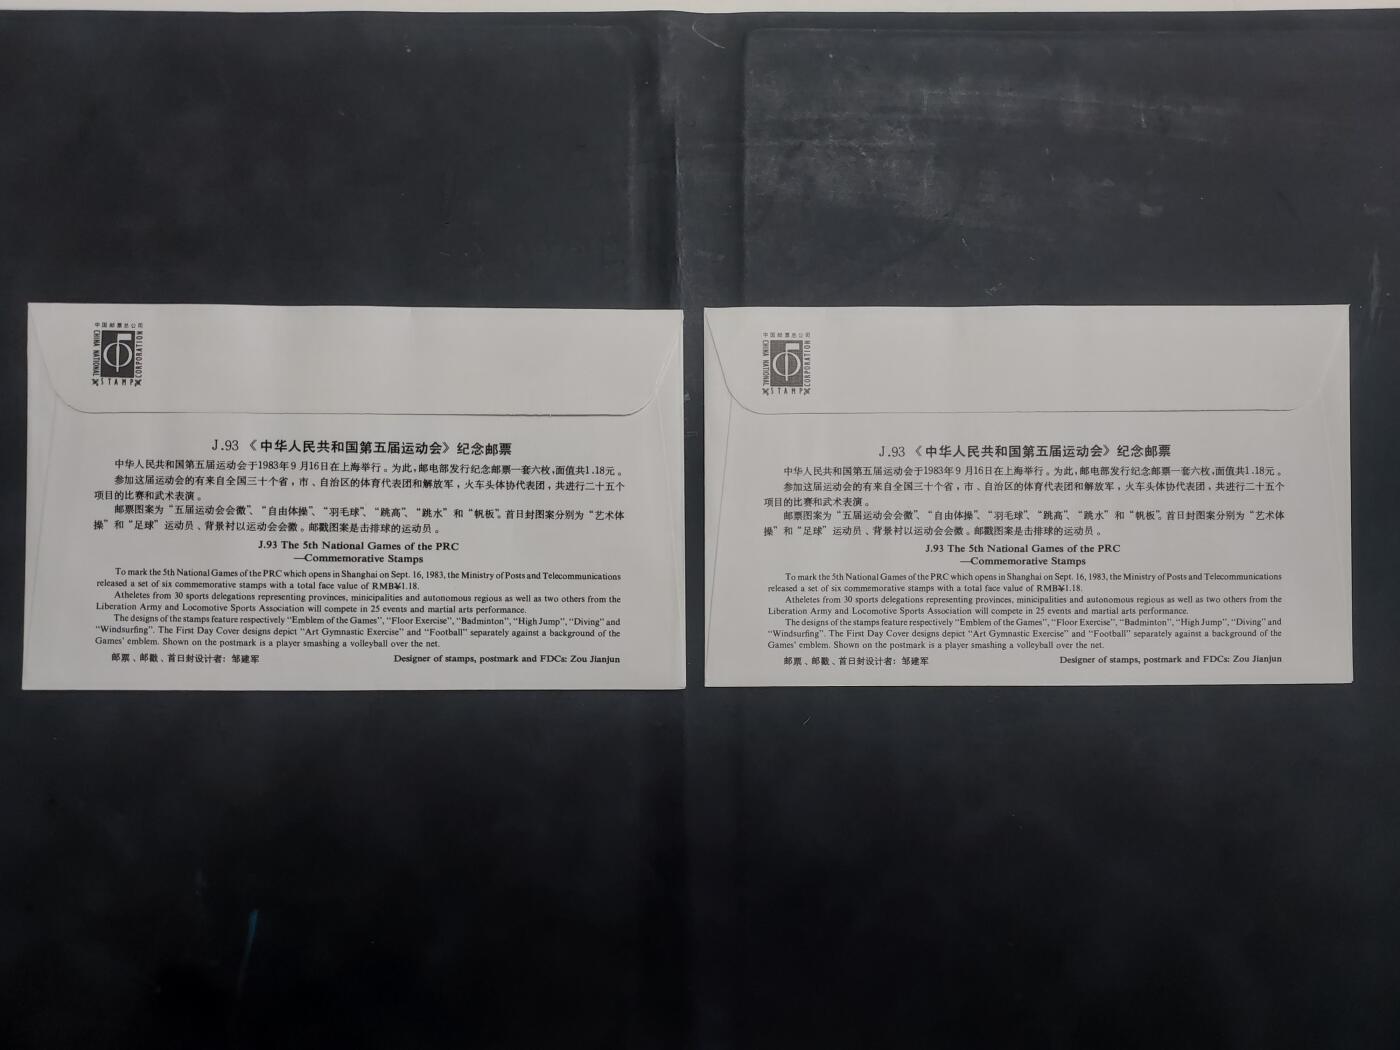 中国邮票总公司
CHINA NATIONAL
STAMP
CORPORATION
J.93 《中华人民共和国第五届运动会》纪念邮票
中华人民共和国第五届运动会于1983年9月16日在上海举行。为此,邮电部发行纪念邮票一套六枚,面值共1.18元。
参加这届运动会的有来自全国三十个省，市、自治区的体育代表团和解放军，火车头体协代表团，共进行二十五个
项目的比赛和武术表演。
邮票图案为“五届运动会会徽”、“自由体操”、“羽毛球”、“跳高”、“跳水”和“帆板”。首日封图案分别为“艺术体
操”和“足球”运动员、背景衬以运动会会徽。邮戳图案是击排球的运动员。
J.93 The 5th National Games of the PRC
—Commemorative Stamps
To mark the 5th National Games of the PRC which opens in Shanghai on Sept. 16, 1983, the Ministry of Posts and Telecommunications
released a set of six commemorative stamps with a total face value of RMB¥1.18.
Atheletes from 30 sports delegations representing provinces, minicipalities and autonomous regious as well as two others from the
Liberation Army and Locomotive Sports Association will compete in 25 events and martial arts performance.
The designs of the stamps feature respectively “Emblem of the Games”, “Floor Exercise”, “Badminton”, “High Jump”, “Diving” and
“Windsurfing”. The First Day Cover designs depict “Art Gymnastic Exercise” and “Football” separately against a background of the
Games' emblem. Shown on the postmark is a player smashing a volleyball over the net.
邮票、邮戳、首日封设计者：邹建军 Designer of stamps, postmark and FDCs: Zou Jianjun
中国邮票总公司
CHINA NATIONAL
STAMP
CORPORATION
J.93 《中华人民共和国第五届运动会》纪念邮票
中华人民共和国第五届运动会于1983年9月16日在上海举行。为此,邮电部发行纪念邮票一套六枚,面值共1.18元。
参加这届运动会的有来自全国三十个省，市、自治区的体育代表团和解放军，火车头体协代表团，共进行二十五个
项目的比赛和武术表演。
邮票图案为“五届运动会会徽”、“自由体操”、“羽毛球”、“跳高”、“跳水”和“帆板”。首日封图案分别为“艺术体
操”和“足球”运动员、背景衬以运动会会徽。邮戳图案是击排球的运动员。
J.93 The 5th National Games of the PRC
—Commemorative Stamps
To mark the 5th National Games of the PRC which opens in Shanghai on Sept. 16, 1983, the Ministry of Posts and Telecommunications
released a set of six commemorative stamps with a total face value of RMB¥1.18.
Atheletes from 30 sports delegations representing provinces, minicipalities and autonomous regious as well as two others from the
Liberation Army and Locomotive Sports Association will compete in 25 events and martial arts performance.
The designs of the stamps feature respectively “Emblem of the Games”, “Floor Exercise”, “Badminton”, “High Jump”, “Diving” and
“Windsurfing”. The First Day Cover designs depict “Art Gymnastic Exercise” and “Football” separately against a background of the
Games' emblem. Shown on the postmark is a player smashing a volleyball over the net.
邮票、邮戳、首日封设计者：邹建军 Designer of stamps, postmark and FDCs: Zou Jianjun